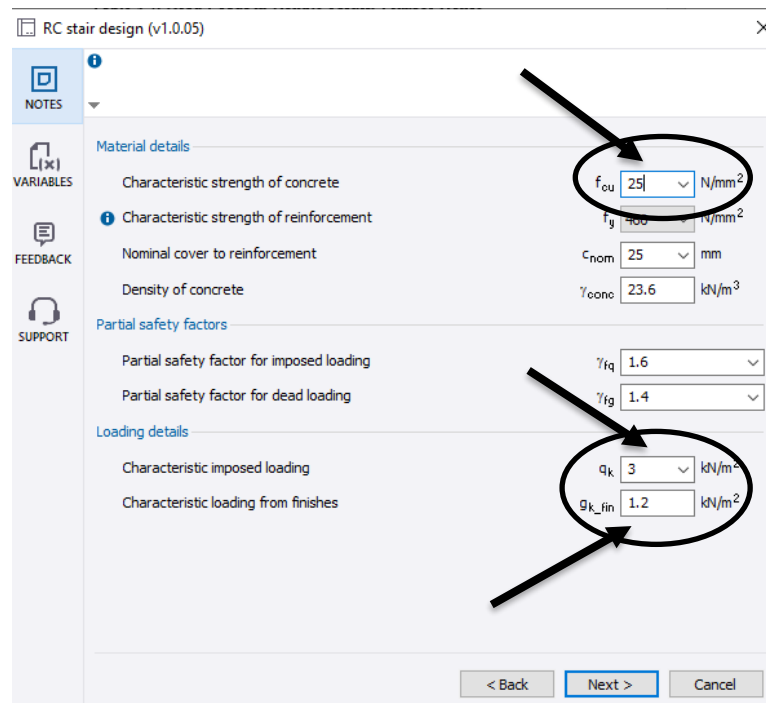 RC stair design (v1.0.05)
NOTES
L(x)
VARIABLES
FEEDBACK
SUPPORT
Material details
Characteristic strength of concrete fcu 25 N/mm2
Characteristic strength of reinforcement fy N/mm2
Nominal cover to reinforcement cnom 25 mm
Density of concrete γconc 23.6 kN/m3
Partial safety factors
Partial safety factor for imposed loading γfq 1.6
Partial safety factor for dead loading γfg 1.4
Loading details
Characteristic imposed loading qk 3 kN/m2
Characteristic loading from finishes gk_fin 1.2 kN/m2
< Back Next > Cancel